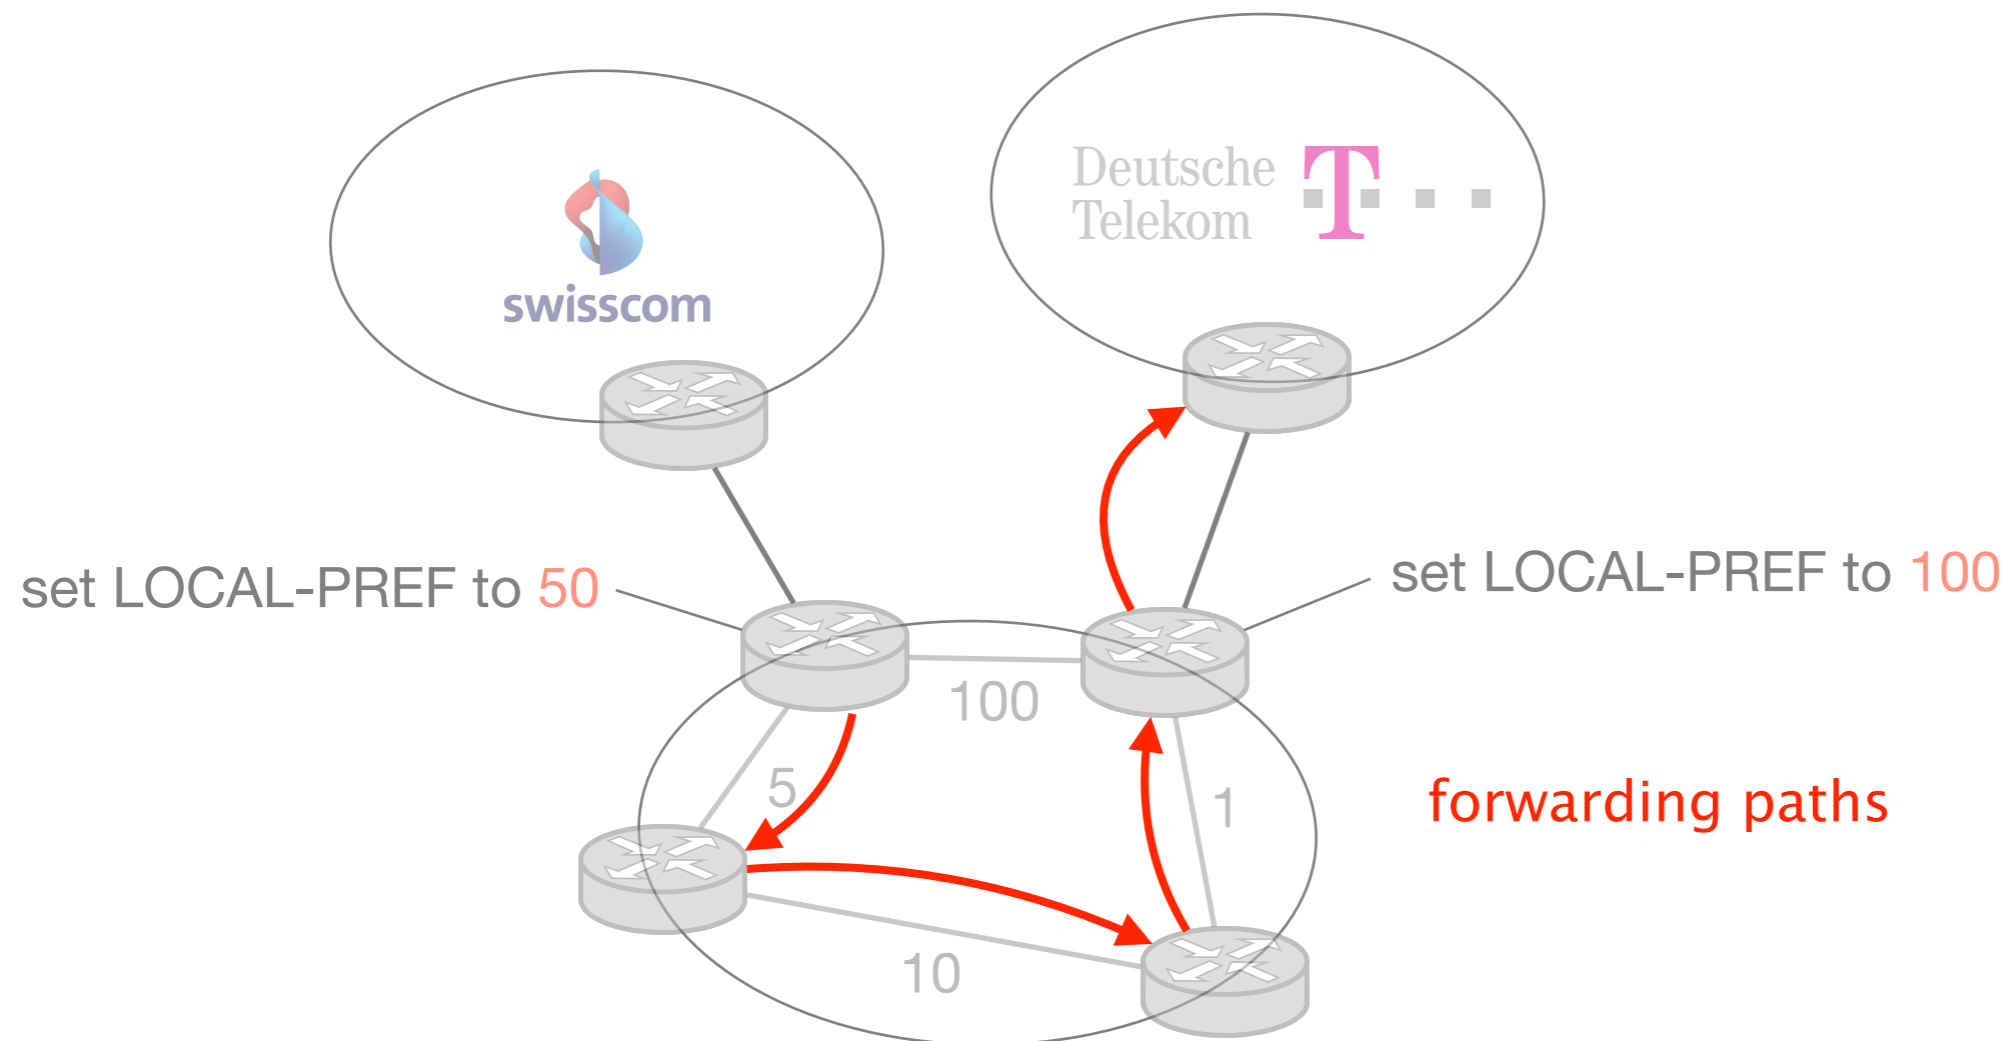 Deutsche
Telekom
T
swisscom
set LOCAL-PREF to 50
set LOCAL-PREF to 100
100
5
1
forwarding paths
10